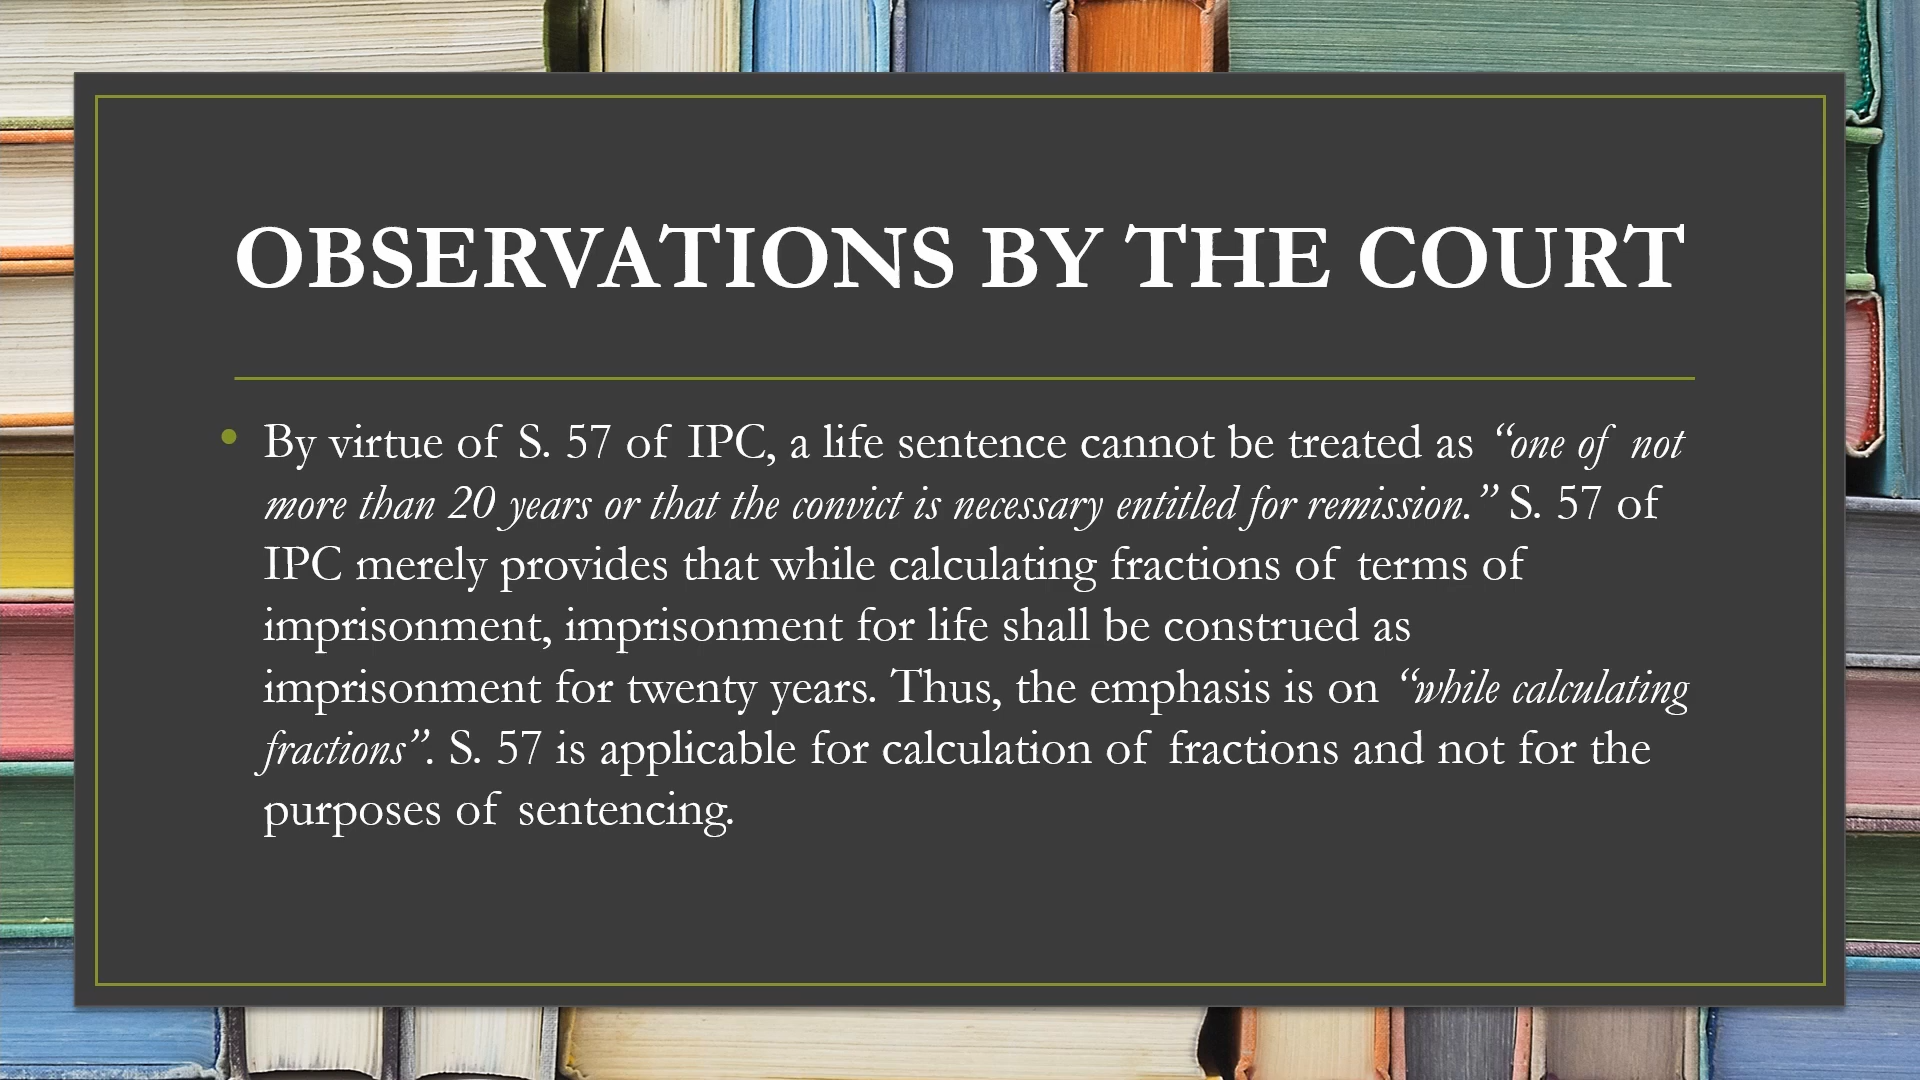 OBSERVATIONS BY THE COURT
• By virtue of S. 57 of IPC, a life sentence cannot be treated as “one of not
more than 20 years or that the convict is necessary entitled for remission.” S. 57 of
IPC merely provides that while calculating fractions of terms of
imprisonment, imprisonment for life shall be construed as
imprisonment for twenty years. Thus, the emphasis is on “while calculating
fractions”. S. 57 is applicable for calculation of fractions and not for the
purposes of sentencing.